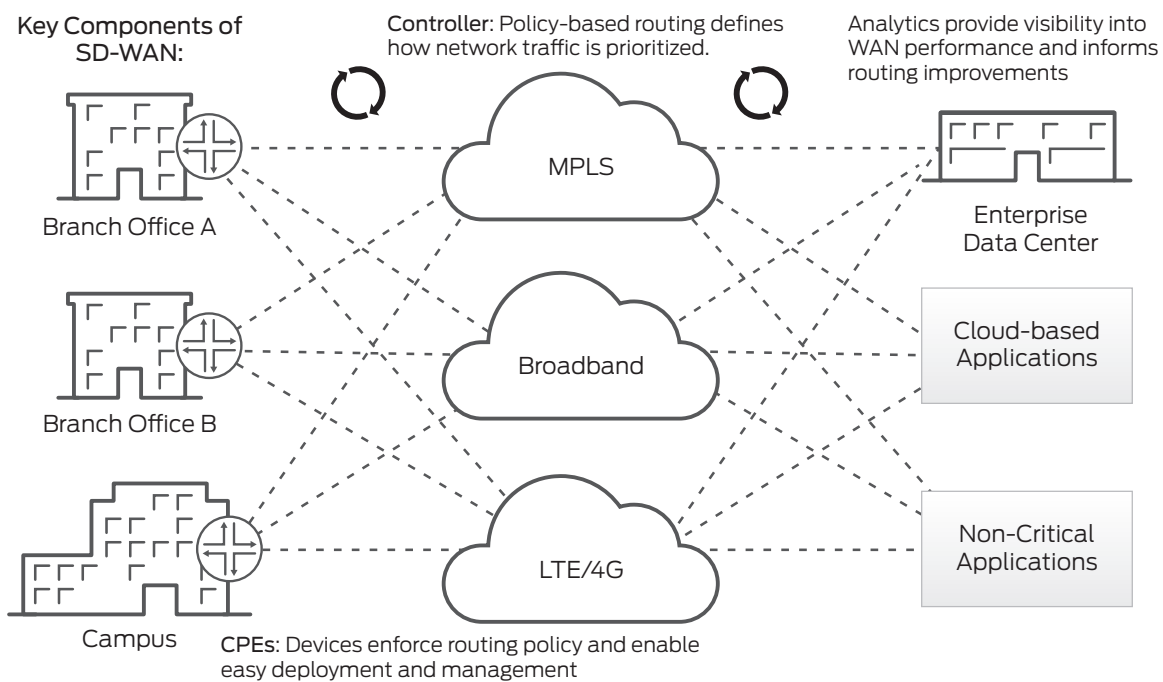 Key Components of
SD-WAN:
Controller: Policy-based routing defines
how network traffic is prioritized.
Analytics provide visibility into
WAN performance and informs
routing improvements
MPLS
Branch Office A
Enterprise
Data Center
Broadband
Cloud-based
Applications
Branch Office B
LTE/4G
Non-Critical
Applications
Campus
CPEs: Devices enforce routing policy and enable
easy deployment and management